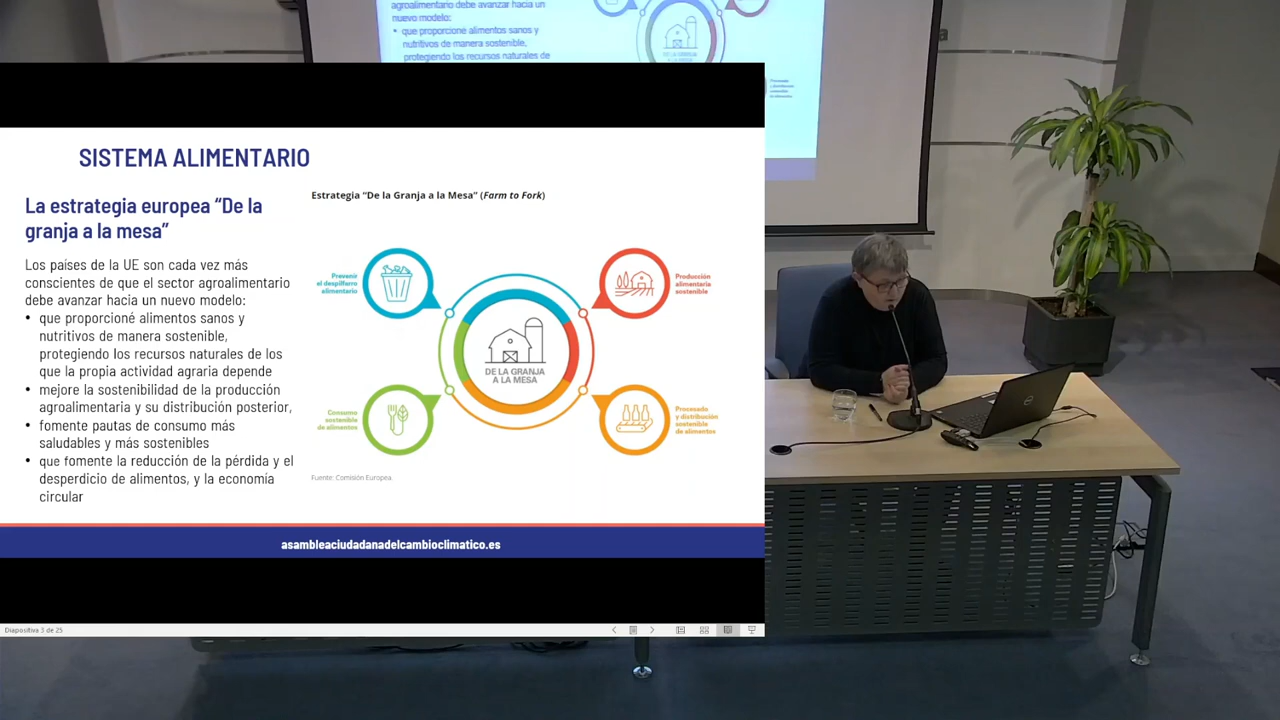 agroalimentario debe avanzar hacia un
nuevo modelo:
• que proporcione alimentos sanos y
nutritivos de manera sostenible,
protegiendo los recursos naturales de
SISTEMA ALIMENTARIO
La estrategia europea “De la
granja a la mesa”
Los países de la UE son cada vez más
conscientes de que el sector agroalimentario
debe avanzar hacia un nuevo modelo:
• que proporcioné alimentos sanos y
nutritivos de manera sostenible,
protegiendo los recursos naturales de los
que la propia actividad agraria depende
• mejore la sostenibilidad de la producción
agroalimentaria y su distribución posterior,
• fomente pautas de consumo más
saludables y más sostenibles
• que fomente la reducción de la pérdida y el
desperdicio de alimentos, y la economía
circular
Estrategia “De la Granja a la Mesa” (Farm to Fork)
Prevenir
el despilfarro
alimentario
Producción
alimentaria
sostenible
DE LA GRANJA
A LA MESA
Consumo
sostenible
de alimentos
Procesado
y distribución
sostenible
de alimentos
Fuente: Comisión Europea
asambleaciudadanadelcambioclimatico.es
Diapositiva 3 de 25
DELL